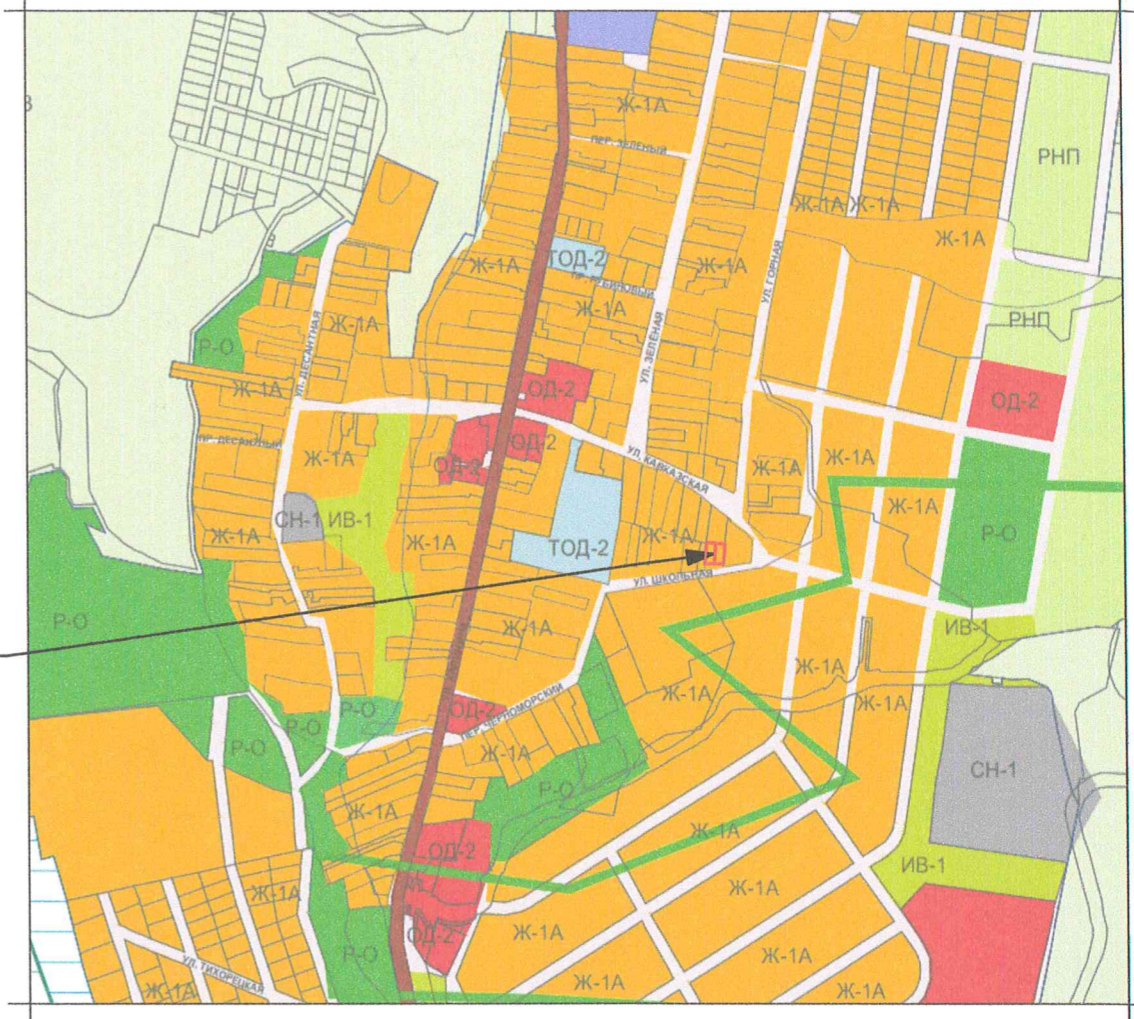 В
Ж-1А
ПЕР. ЗЕЛЕНЫЙ
РНП
Ж-1А Ж-1А
Ж-1А
В
ТОД-2
Ж-1А
Ж-1А
УЛ. ГОРНАЯ
Ж-1А
РНП
Ж-1А
УЛ. ДЕСАНТНАЯ
Р-О
УЛ. ЗЕЛЕНАЯ
Ж-1А
ОД-2
ОД-2
ОД-2
ОД-2
Ж-1А
УЛ. КАВКАЗСКАЯ
Ж-1А
Ж-1А
СН-1
ИВ-1
Ж-1А
Ж-1А
Ж-1А
ТОД-2
Ж-1А
Р-О
УЛ. ШКОЛЬНАЯ
Р-О
Ж-1А
ИВ-1
Ж-1А
Ж-1А
Ж-1А
Р-О
Р-О
Р-О
ОД-2
ПЕР. ЧЕРНОМОРСКИЙ
Ж-1А
СН-1
Р-О
Ж-1А
Ж-1А
ОД-2
ИВ-1
Ж-1А
Ж-1А
ОД-2
Ж-1А
Р-О
Ж-1А
УЛ. ТИХОРЕЦКАЯ
Ж-1А
Ж-1А
Ж-1А